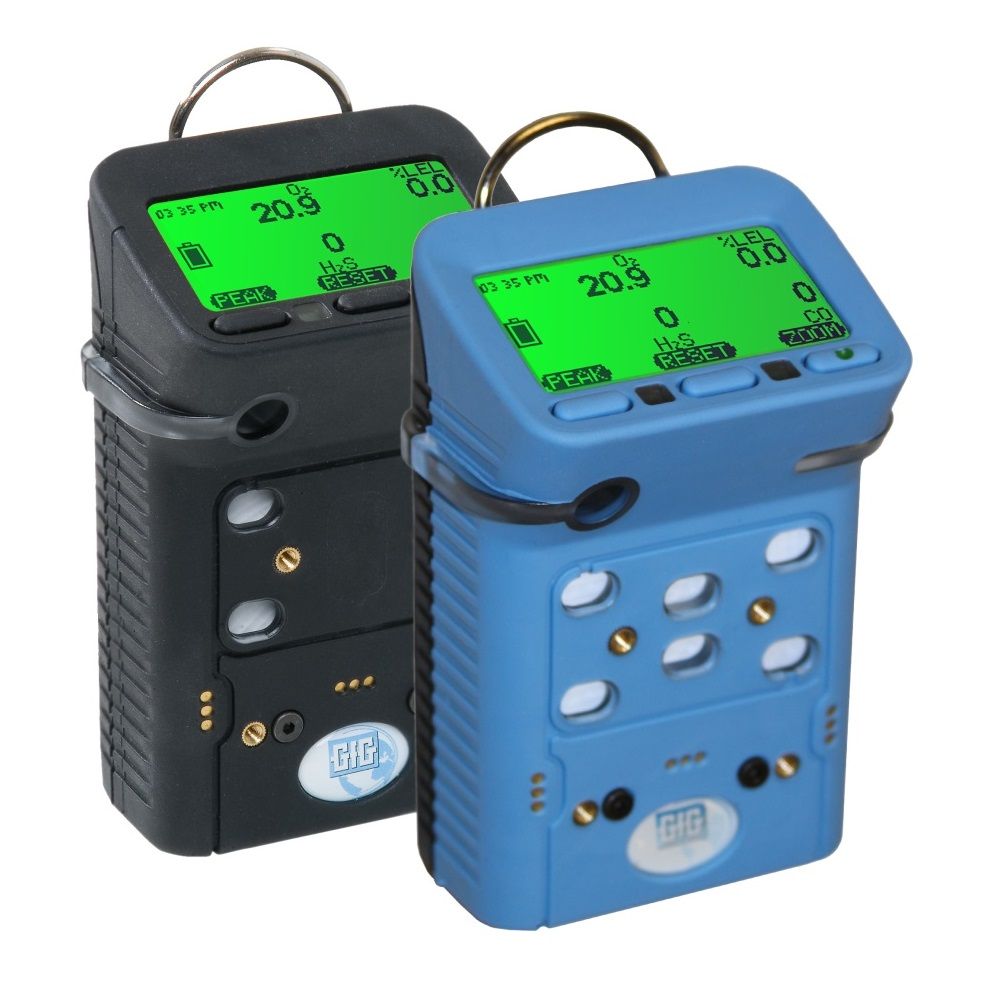 03 35 PM O₂ %LEL
20.9 0.0
0
H₂S
PEAK RESET
GfG
03 35 PM O₂ %LEL
20.9 0.0
0 0
H₂S CO
PEAK RESET ZOOM
GfG